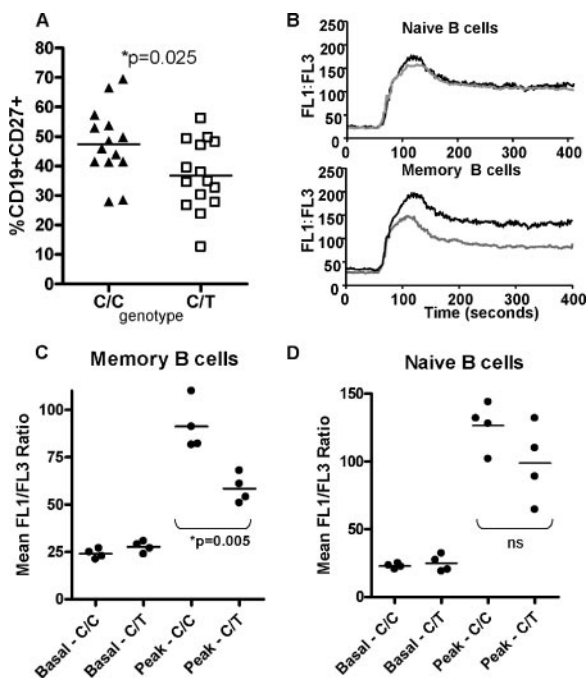 A
*p=0.025
%CD19+CD27+
80
70
60
50
40
30
20
10
0
C/C
C/T
genotype
B
Naive B cells
FL1:FL3
250
200
150
100
50
0
0
100
200
300
400
Memory B cells
FL1:FL3
250
200
150
100
50
0
0
100
200
300
400
Time (seconds)
C
Memory B cells
Mean FL1/FL3 Ratio
100
75
50
25
0
*p=0.005
Basal - C/C
Basal - C/T
Peak - C/C
Peak - C/T
D
Naive B cells
Mean FL1/FL3 Ratio
150
100
50
0
ns
Basal - C/C
Basal - C/T
Peak - C/C
Peak - C/T